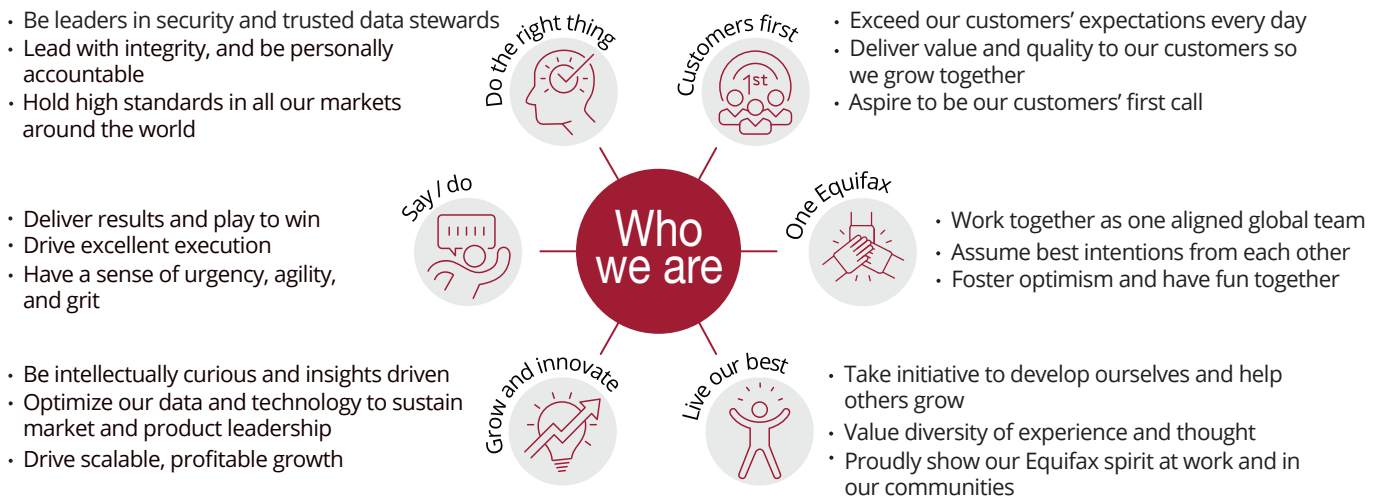 Do the right thing
• Be leaders in security and trusted data stewards
• Lead with integrity, and be personally
accountable
• Hold high standards in all our markets
around the world
Customers first
1st
• Exceed our customers’ expectations every day
• Deliver value and quality to our customers so
we grow together
• Aspire to be our customers’ first call
Say / do
• Deliver results and play to win
• Drive excellent execution
• Have a sense of urgency, agility,
and grit
Who
we are
One Equifax
• Work together as one aligned global team
• Assume best intentions from each other
• Foster optimism and have fun together
Grow and innovate
• Be intellectually curious and insights driven
• Optimize our data and technology to sustain
market and product leadership
• Drive scalable, profitable growth
Live our best
• Take initiative to develop ourselves and help
others grow
• Value diversity of experience and thought
• Proudly show our Equifax spirit at work and in
our communities